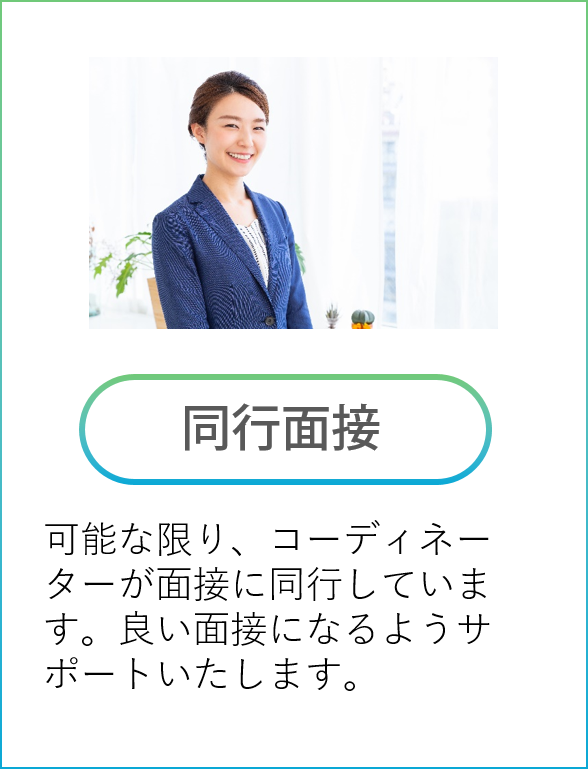 同行面接
可能な限り、コーディネー
ターが面接に同行していま
す。良い面接になるようサ
ポートいたします。